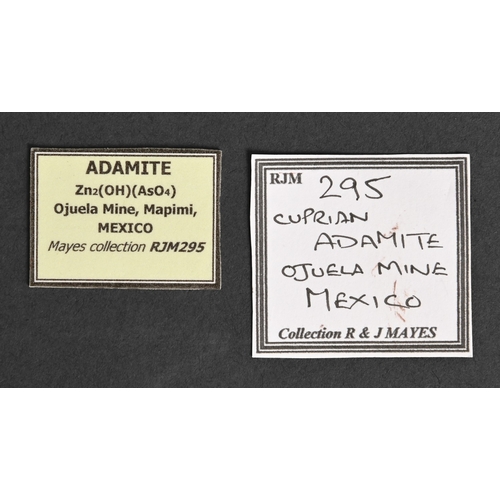 ADAMITE
Zn2(OH)(AsO4)
Ojuela Mine, Mapimi,
MEXICO
Mayes collection RJM295
RJM 295
CUPRIAN
ADAMITE
OJUELA MINE
MEXICO
Collection R & J MAYES